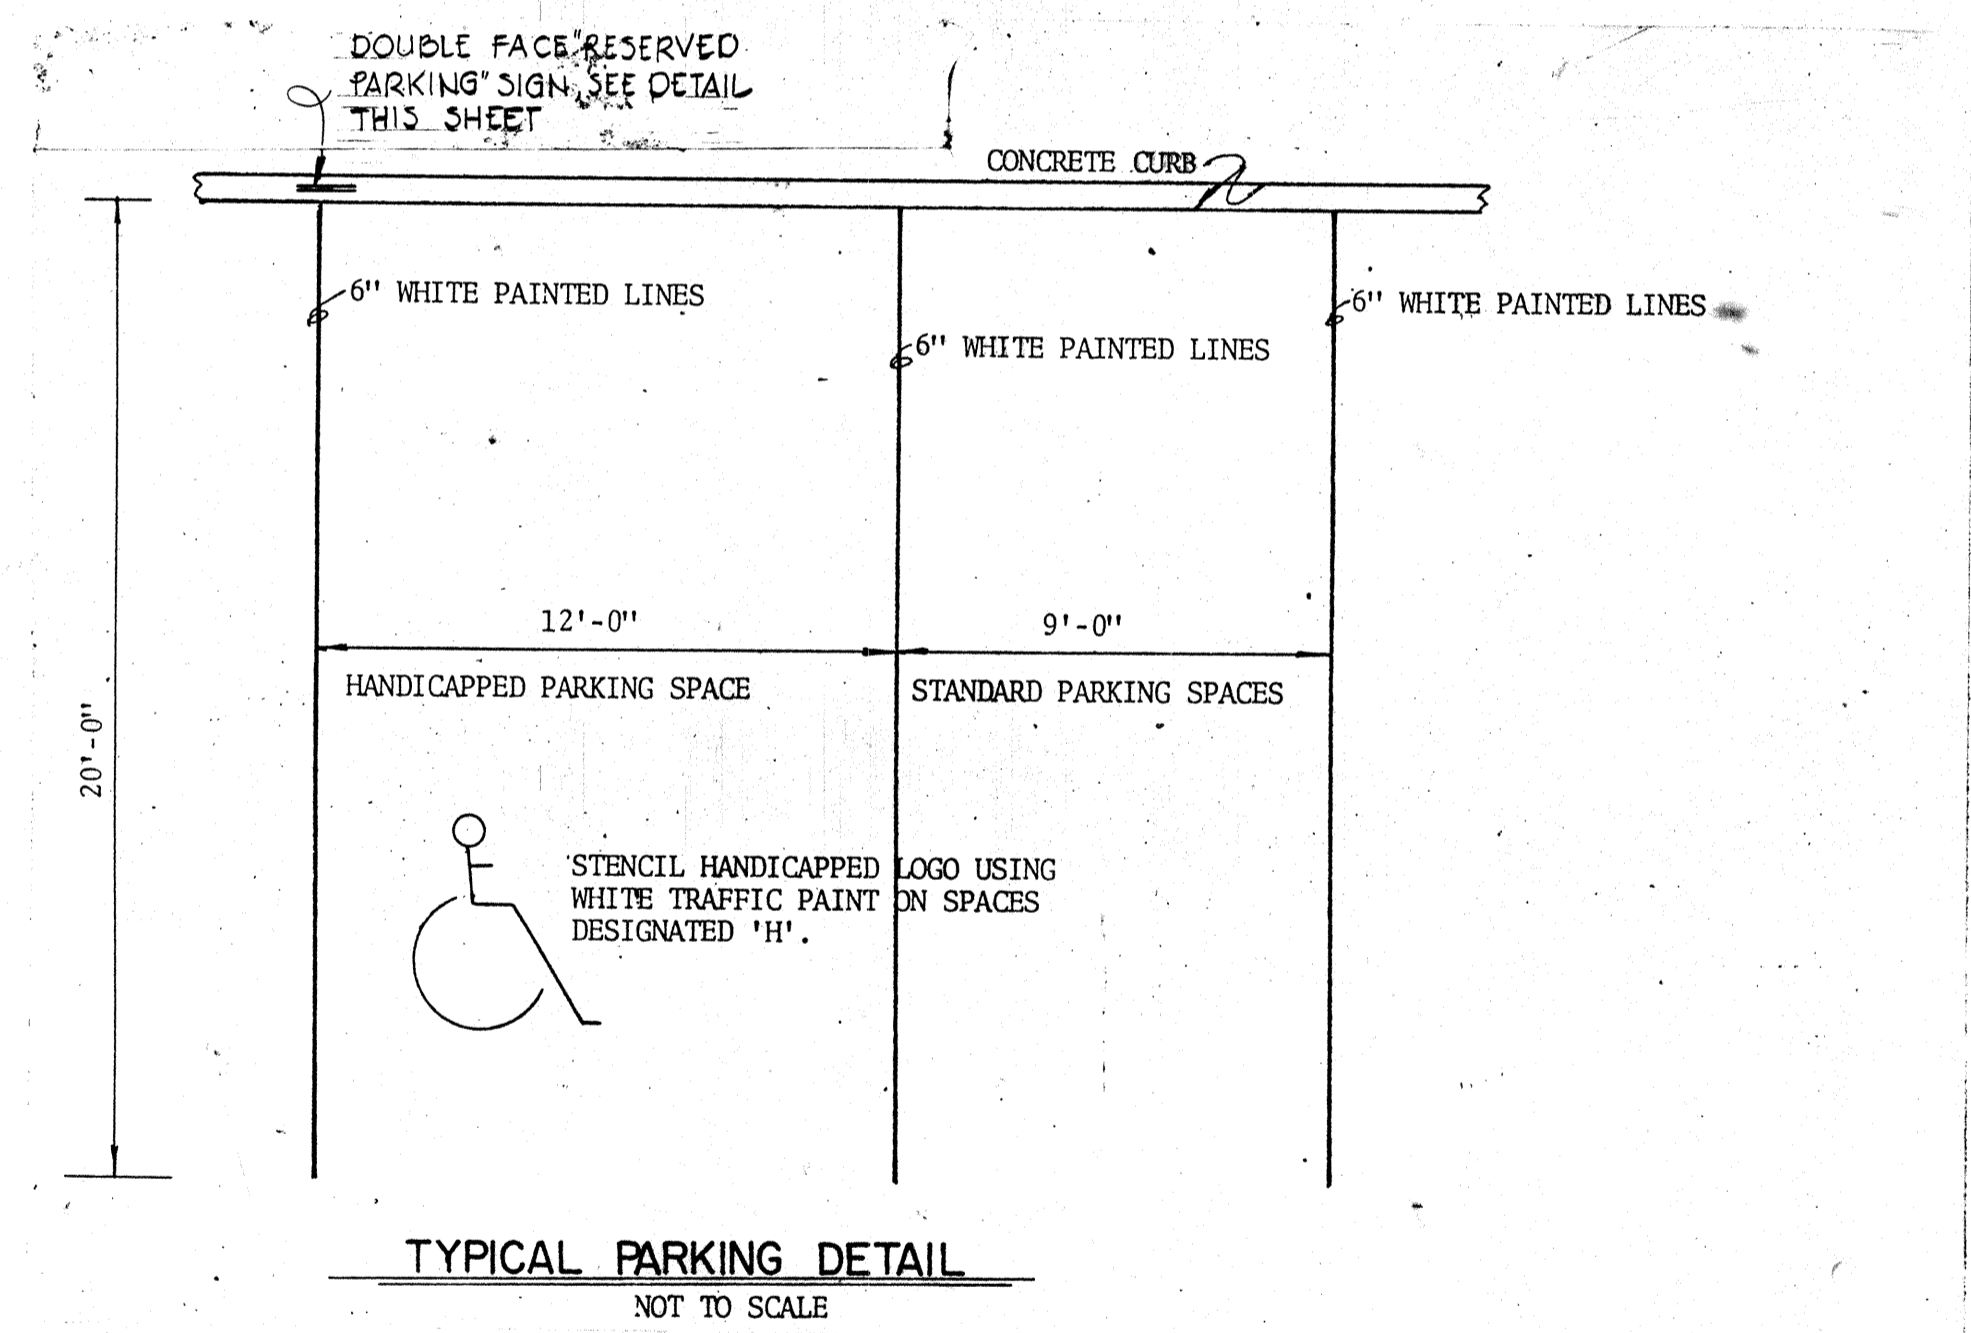 DOUBLE FACE "RESERVED
PARKING" SIGN, SEE DETAIL
THIS SHEET
CONCRETE CURB
6" WHITE PAINTED LINES
6" WHITE PAINTED LINES
6" WHITE PAINTED LINES
12'-0"
9'-0"
HANDICAPPED PARKING SPACE
STANDARD PARKING SPACES
20'-0"
STENCIL HANDICAPPED LOGO USING
WHITE TRAFFIC PAINT ON SPACES
DESIGNATED 'H'.
TYPICAL PARKING DETAIL
NOT TO SCALE